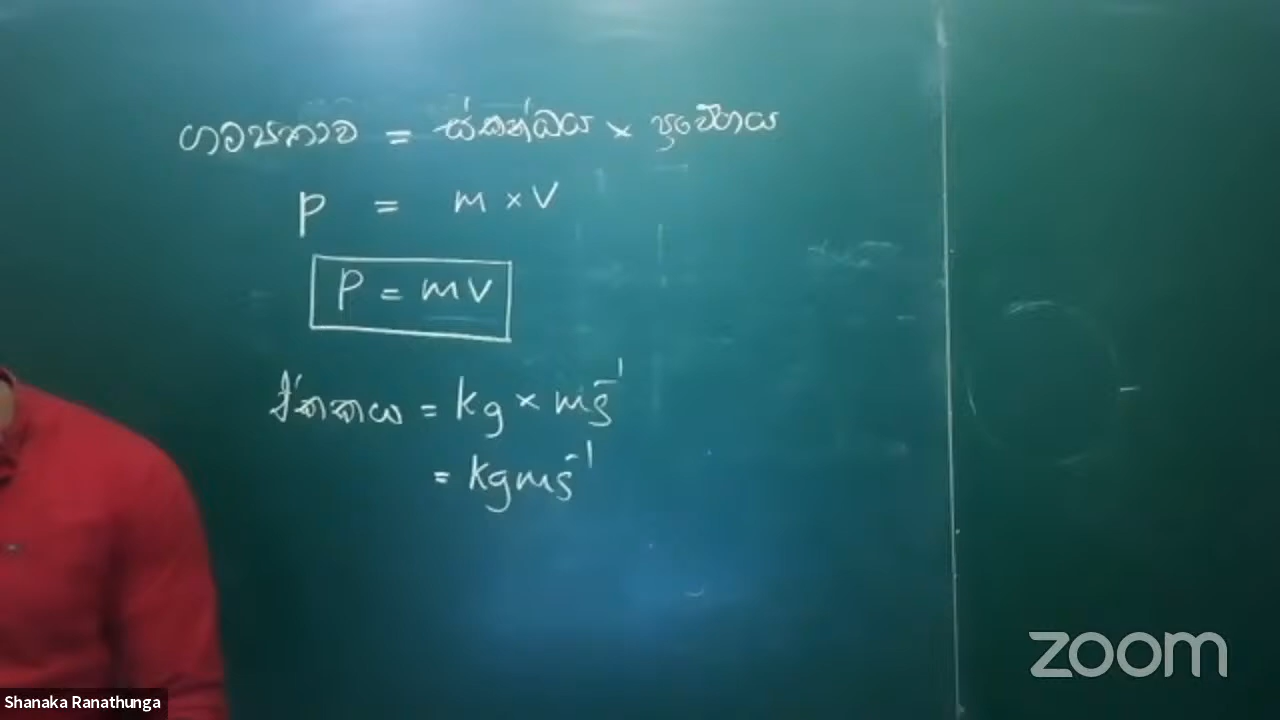 ගම්‍යතාව = ස්කන්ධය × ප්‍රවේගය
P = m × V
P = mv
ඒකකය = kg × ms⁻¹
= kgms⁻¹
zoom
Shanaka Ranathunga